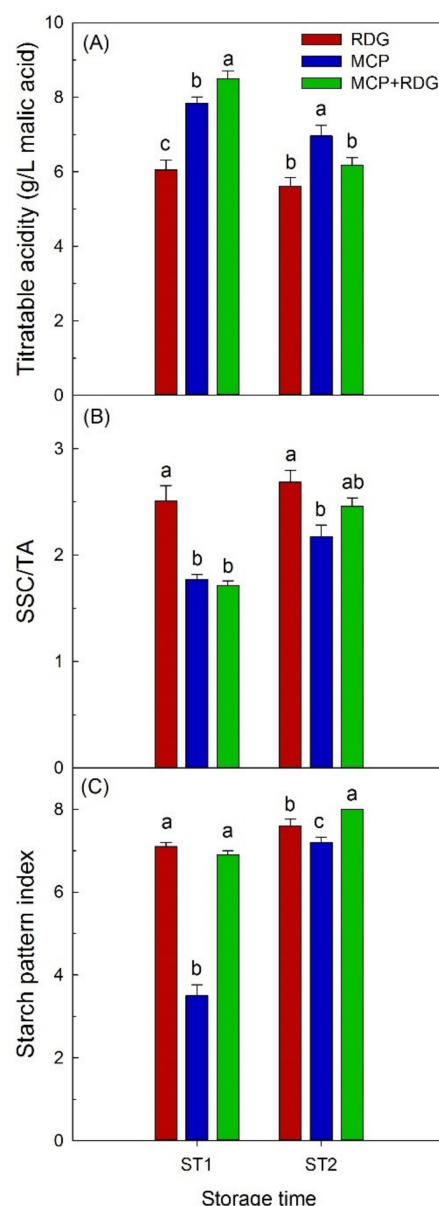 (A)
RDG
MCP
MCP+RDG
Titratable acidity (g/L malic acid)
10
8
6
4
2
0
c
b
a
b
a
b
(B)
SSC/TA
3
2
1
0
a
b
b
a
b
ab
(C)
Starch pattern index
8
6
4
2
0
a
b
a
b
c
a
ST1
ST2
Storage time